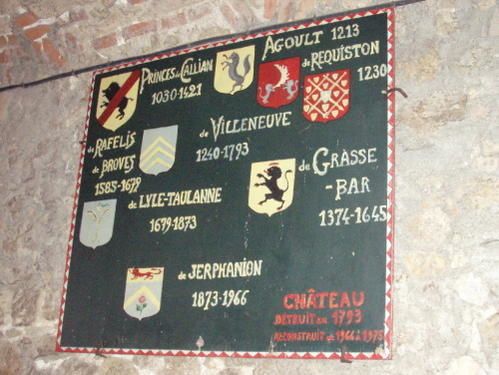 PRINCES de CALLIAN
1030-1421
AGOULT 1213
de REQUISTON
1230
de RAFELIS
de BROVES
1585-1679
de VILLENEUVE
1240-1793
de GRASSE
-BAR
1374-1645
de LYLE-TAULANNE
1679-1873
de JERPHANION
1873-1966
CHÂTEAU
DÉTRUIT en 1793
RECONSTRUIT de 1966 à 1975